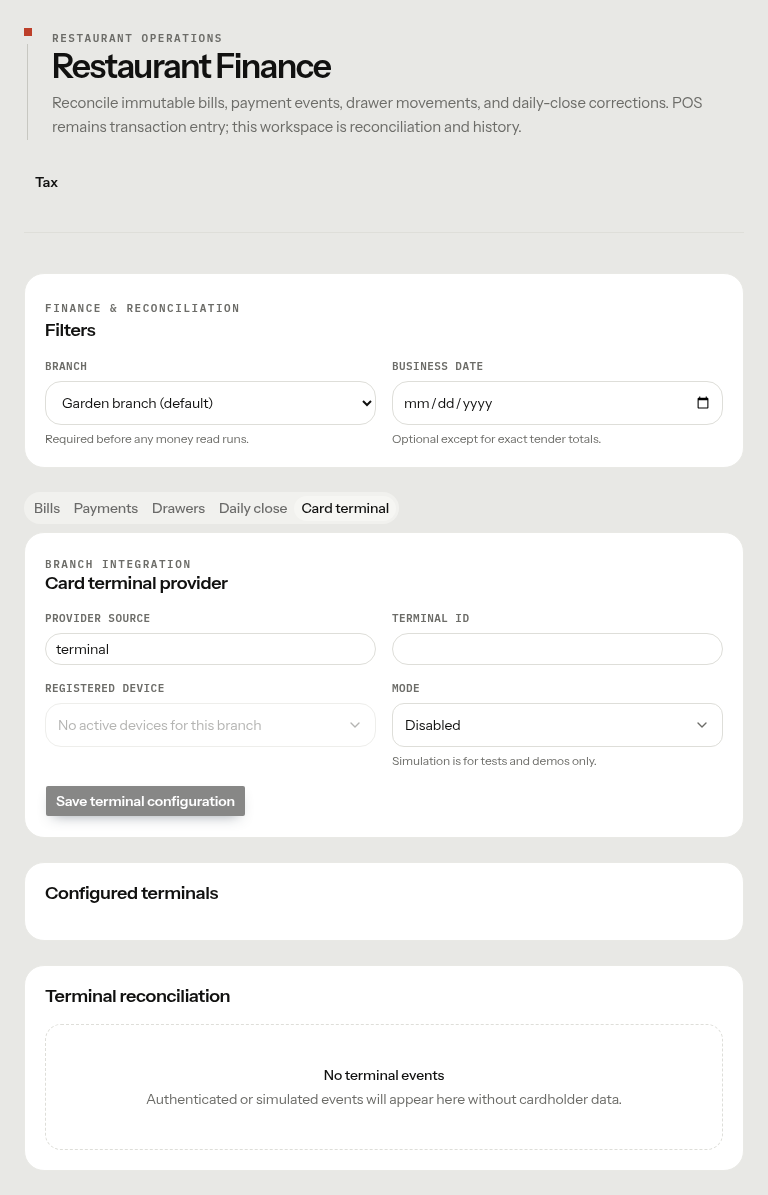 RESTAURANT OPERATIONS
Restaurant Finance
Reconcile immutable bills, payment events, drawer movements, and daily-close corrections. POS
remains transaction entry; this workspace is reconciliation and history.
Tax
FINANCE & RECONCILIATION
Filters
BRANCH
BUSINESS DATE
Garden branch (default)
mm/dd/yyyy
Required before any money read runs.
Optional except for exact tender totals.
Bills Payments Drawers Daily close Card terminal
BRANCH INTEGRATION
Card terminal provider
PROVIDER SOURCE
TERMINAL ID
terminal
REGISTERED DEVICE
MODE
No active devices for this branch
Disabled
Simulation is for tests and demos only.
Save terminal configuration
Configured terminals
Terminal reconciliation
No terminal events
Authenticated or simulated events will appear here without cardholder data.